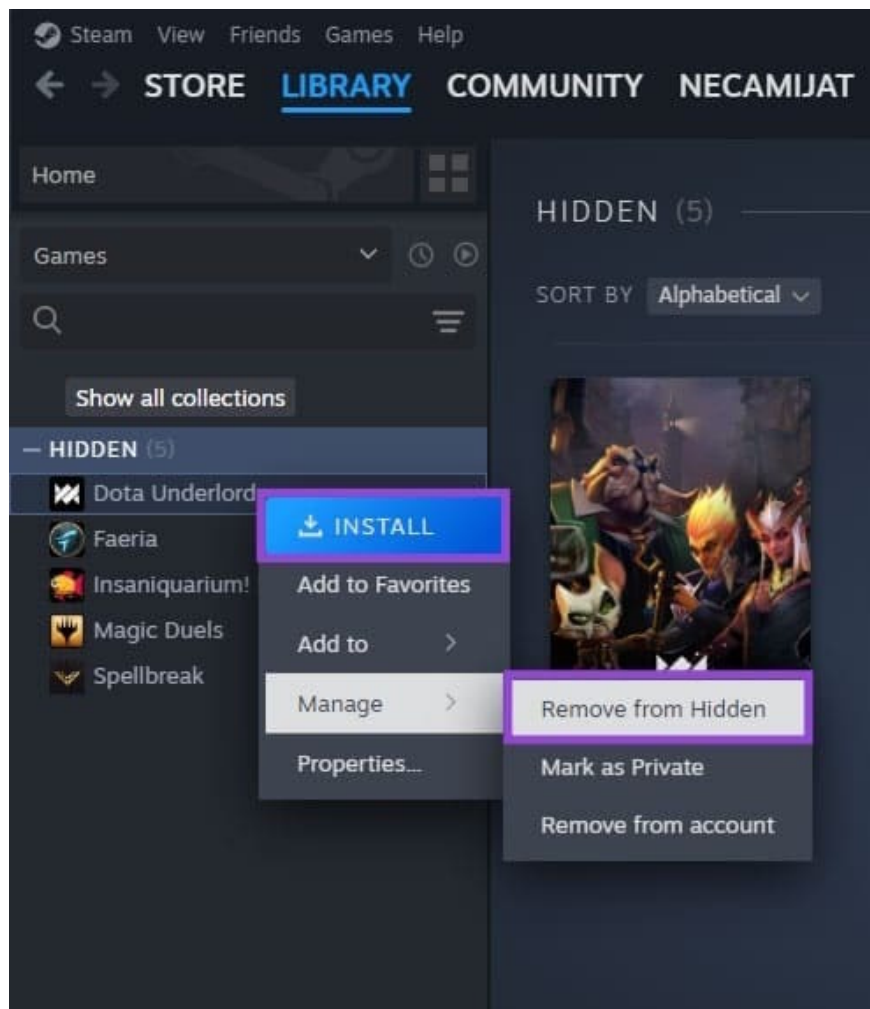 Steam View Friends Games Help
STORE LIBRARY COMMUNITY NECAMIJAT
Home
Games
HIDDEN (5)
SORT BY Alphabetical
Show all collections
HIDDEN (5)
Dota Underlord
Faeria
Insaniquarium!
Magic Duels
Spellbreak
INSTALL
Add to Favorites
Add to
Manage
Properties...
Remove from Hidden
Mark as Private
Remove from account